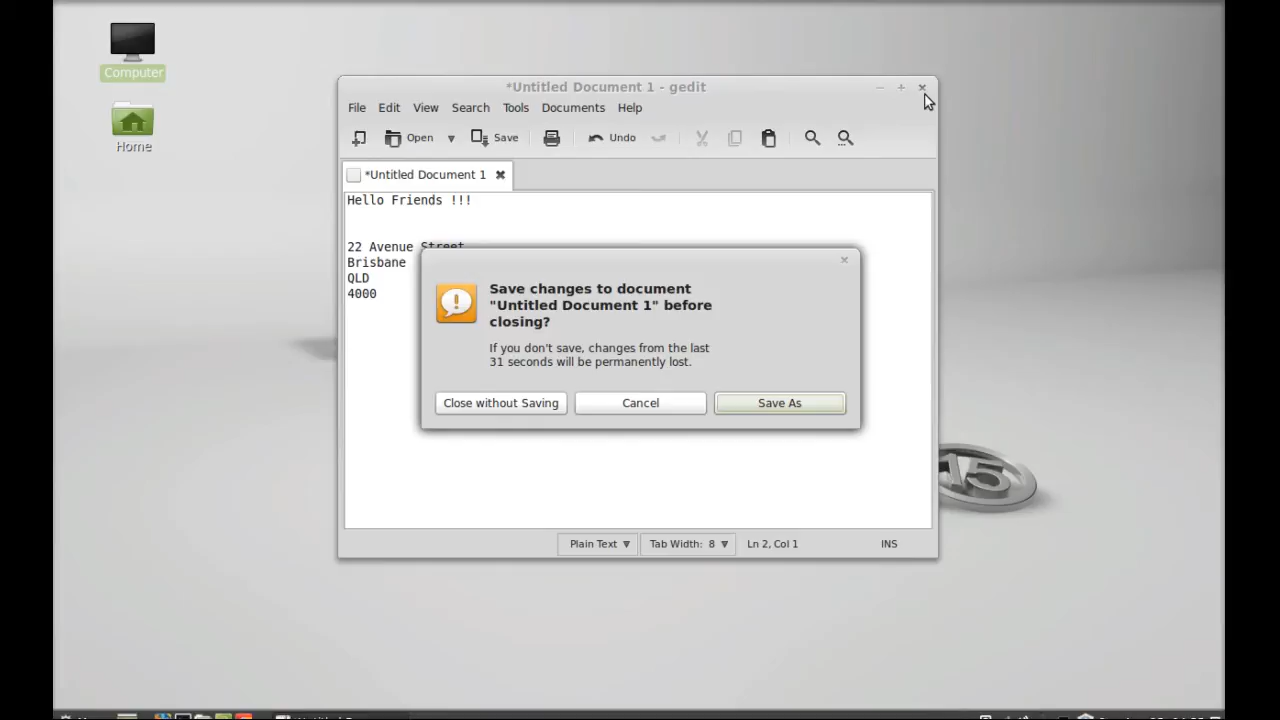 Computer
Home
*Untitled Document 1 - gedit
File Edit View Search Tools Documents Help
Open Save Undo
*Untitled Document 1
Hello Friends !!!
22 Avenue Street
Brisbane
QLD
4000
Save changes to document
"Untitled Document 1" before
closing?
If you don't save, changes from the last
31 seconds will be permanently lost.
Close without Saving Cancel Save As
15
Plain Text Tab Width: 8 Ln 2, Col 1 INS